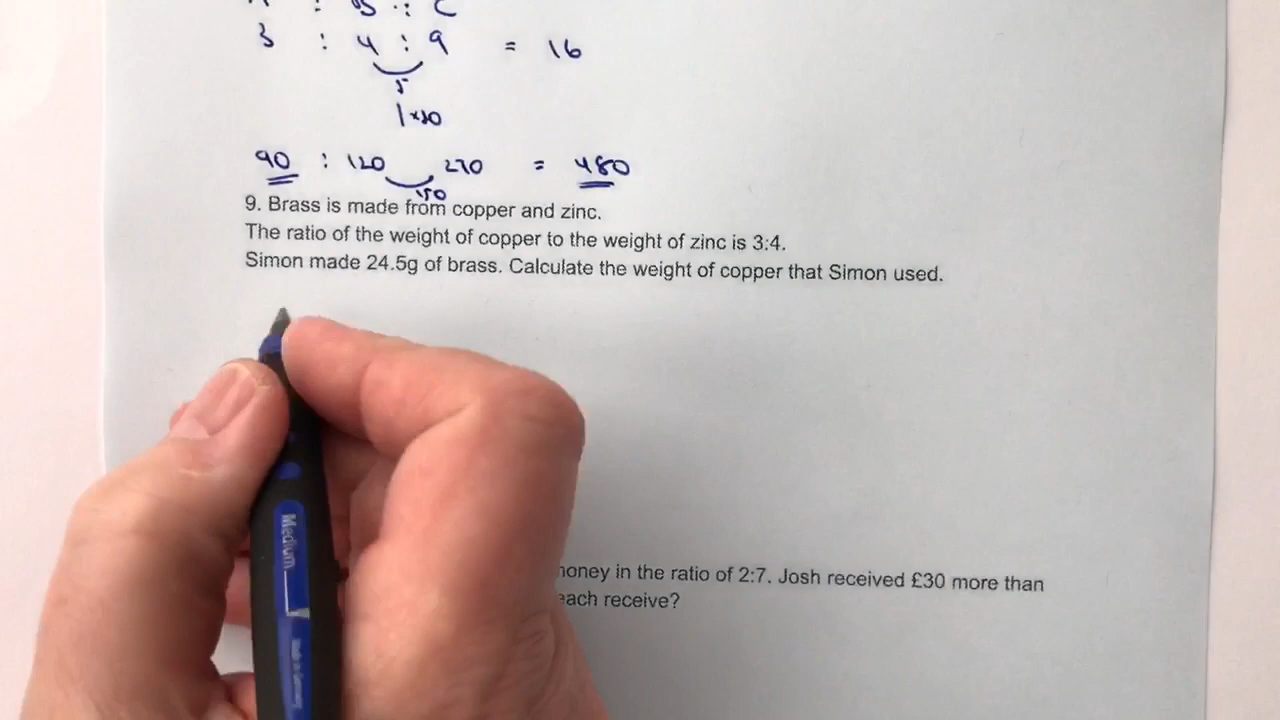 : B : C
3 : 4 : 9 = 16
5
1 x30
90 : 120 270 = 480
150
9. Brass is made from copper and zinc.
The ratio of the weight of copper to the weight of zinc is 3:4.
Simon made 24.5g of brass. Calculate the weight of copper that Simon used.
Medium
money in the ratio of 2:7. Josh received £30 more than
each receive?